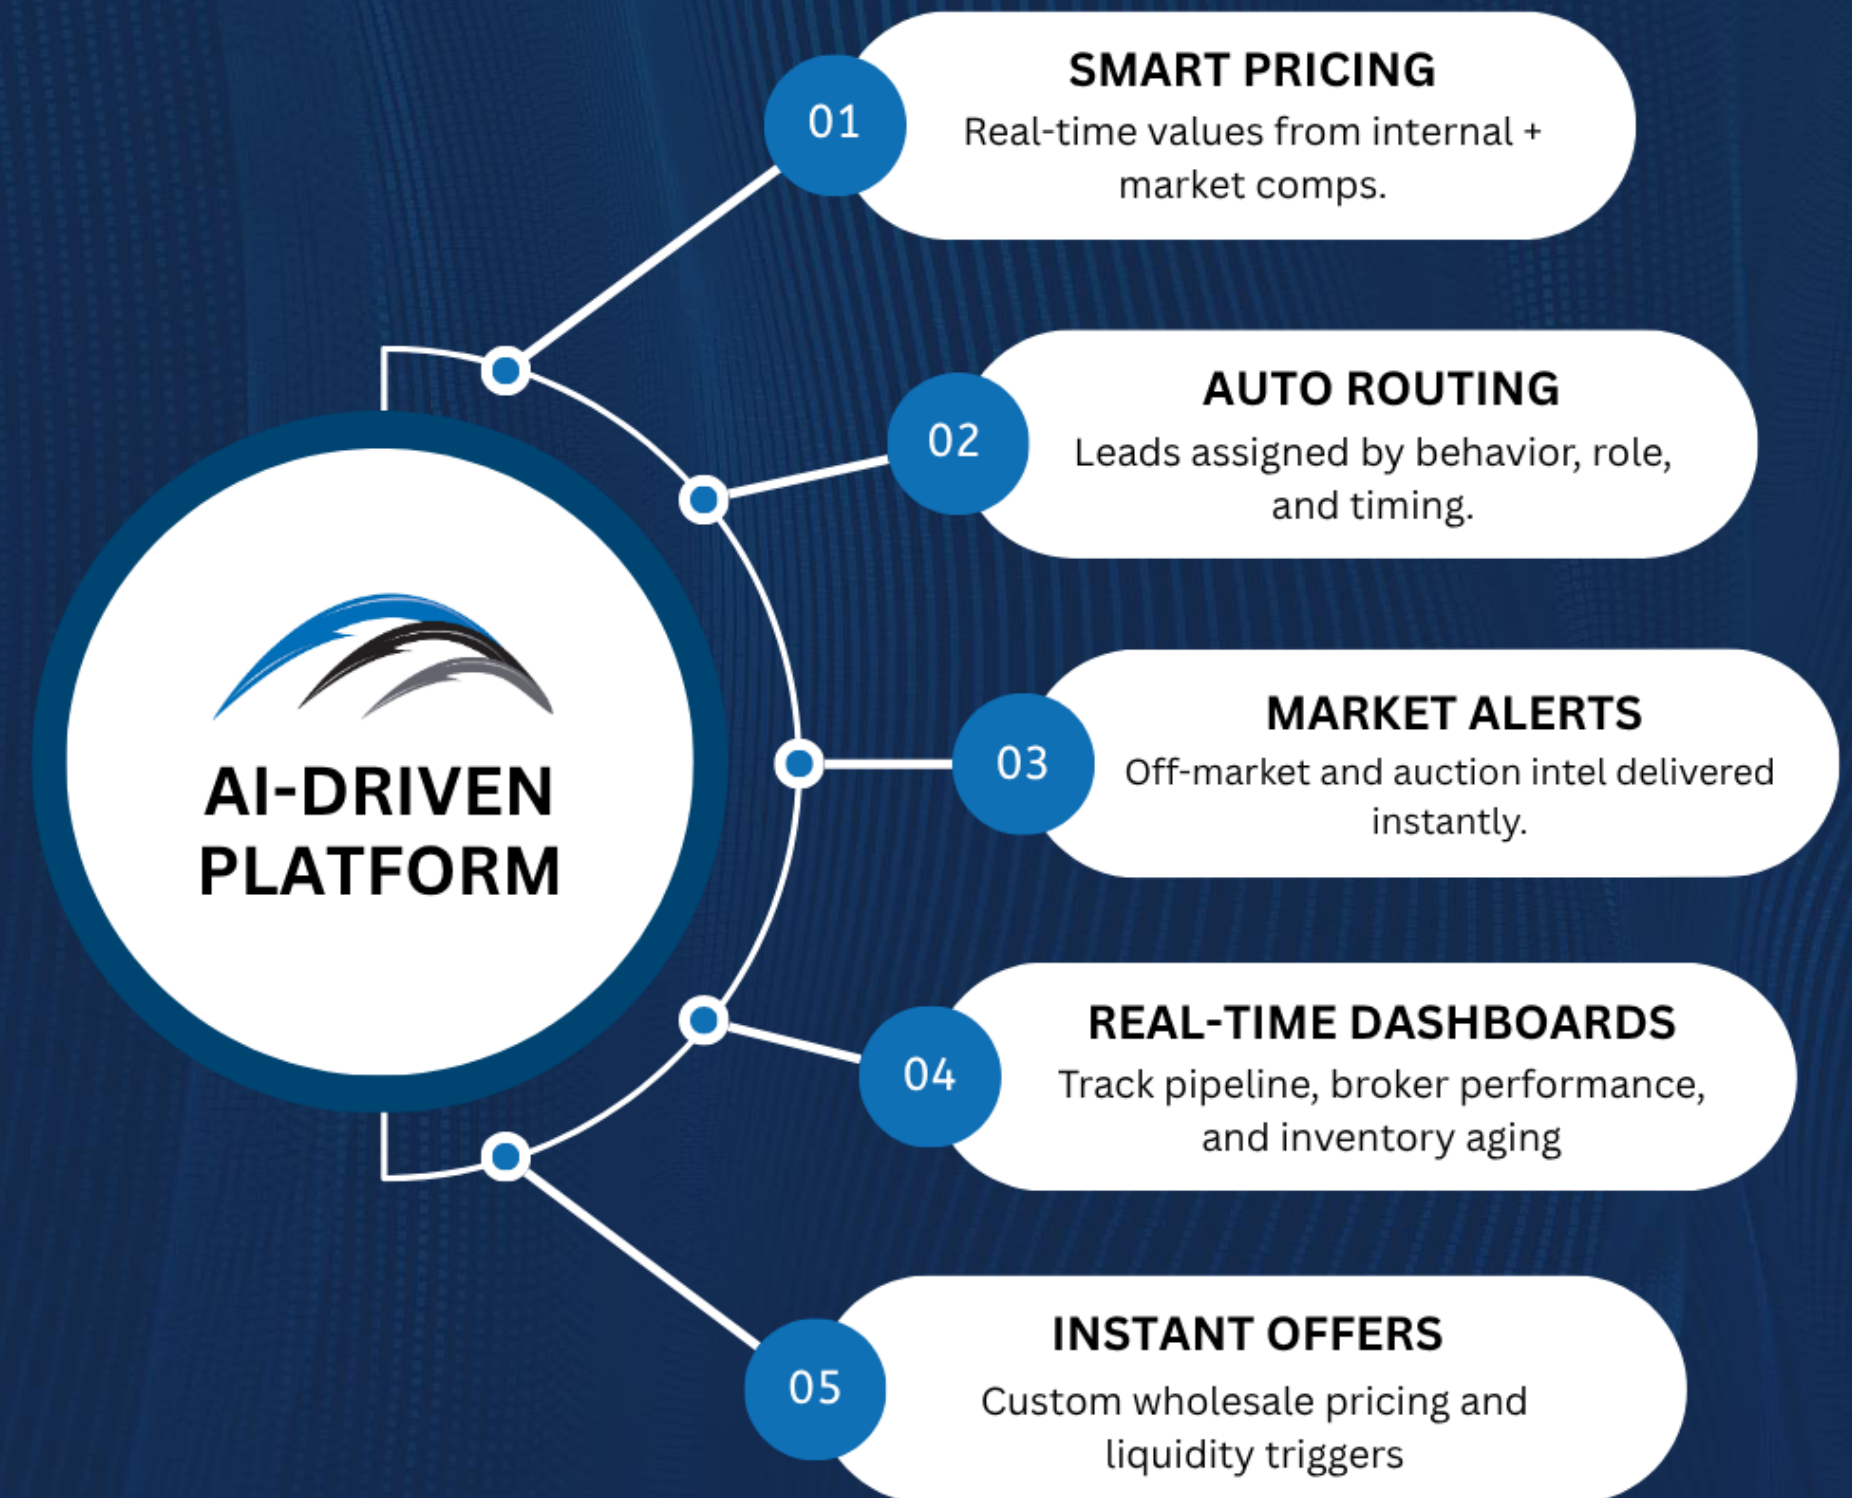 01
SMART PRICING
Real-time values from internal +
market comps.
02
AUTO ROUTING
Leads assigned by behavior, role,
and timing.
AI-DRIVEN
PLATFORM
03
MARKET ALERTS
Off-market and auction intel delivered
instantly.
04
REAL-TIME DASHBOARDS
Track pipeline, broker performance,
and inventory aging
05
INSTANT OFFERS
Custom wholesale pricing and
liquidity triggers